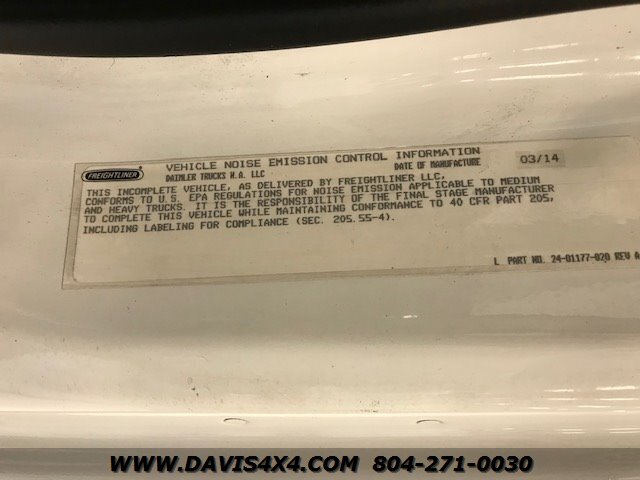 VEHICLE NOISE EMISSION CONTROL INFORMATION
FREIGHTLINER DAIMLER TRUCKS N.A. LLC DATE OF MANUFACTURE 03/14
THIS INCOMPLETE VEHICLE, AS DELIVERED BY FREIGHTLINER LLC,
CONFORMS TO U.S. EPA REGULATIONS FOR NOISE EMISSION APPLICABLE TO MEDIUM
AND HEAVY TRUCKS. IT IS THE RESPONSIBILITY OF THE FINAL STAGE MANUFACTURER
TO COMPLETE THIS VEHICLE WHILE MAINTAINING CONFORMANCE TO 40 CFR PART 205,
INCLUDING LABELING FOR COMPLIANCE (SEC. 205.55-4).
L PART NO. 24-01177-020 REV A
WWW.DAVIS4X4.COM 804-271-0030